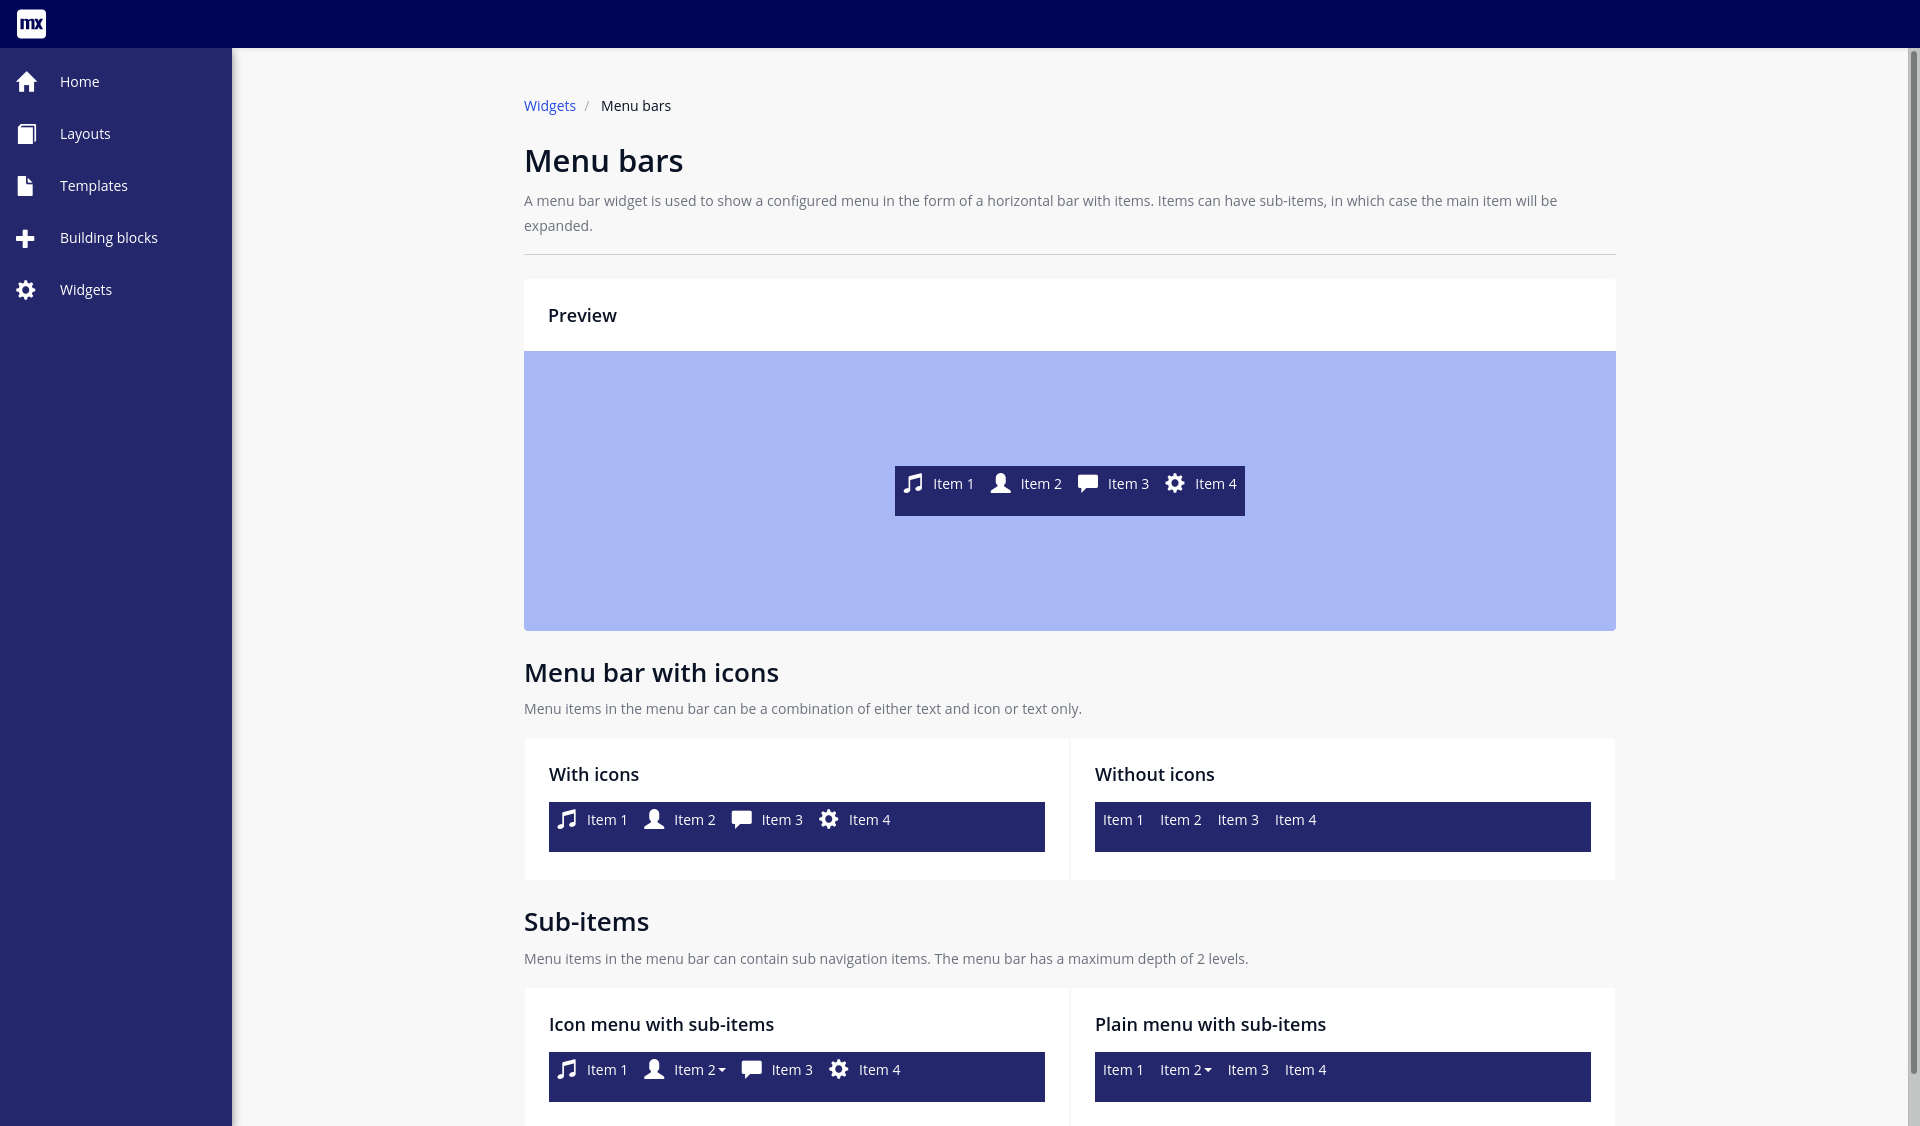 mx
Home
Layouts
Templates
Building blocks
Widgets
Widgets / Menu bars
Menu bars
A menu bar widget is used to show a configured menu in the form of a horizontal bar with items. Items can have sub-items, in which case the main item will be
expanded.
Preview
Item 1 Item 2 Item 3 Item 4
Menu bar with icons
Menu items in the menu bar can be a combination of either text and icon or text only.
With icons
Item 1 Item 2 Item 3 Item 4
Without icons
Item 1 Item 2 Item 3 Item 4
Sub-items
Menu items in the menu bar can contain sub navigation items. The menu bar has a maximum depth of 2 levels.
Icon menu with sub-items
Item 1 Item 2 Item 3 Item 4
Plain menu with sub-items
Item 1 Item 2 Item 3 Item 4